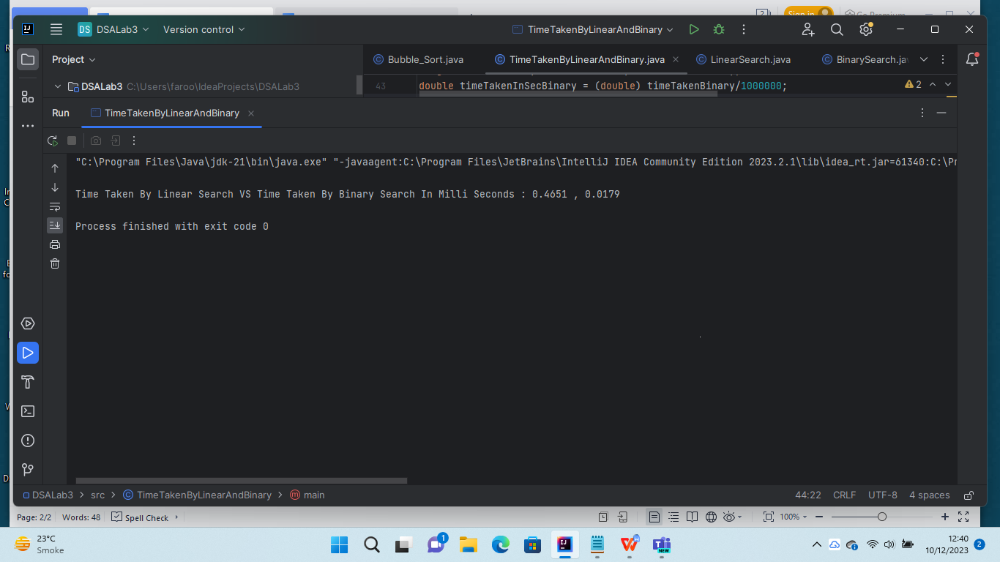 Sign in Go Premium
DS DSALab3 Version control TimeTakenByLinearAndBinary
Project Bubble_Sort.java TimeTakenByLinearAndBinary.java LinearSearch.java BinarySearch.ja
DSALab3 C:\Users\faroo\IdeaProjects\DSALab3
43 double timeTakenInSecBinary = (double) timeTakenBinary/1000000; 2
Run TimeTakenByLinearAndBinary
"C:\Program Files\Java\jdk-21\bin\java.exe" "-javaagent:C:\Program Files\JetBrains\IntelliJ IDEA Community Edition 2023.2.1\lib\idea_rt.jar=61340:C:\Pr
Time Taken By Linear Search VS Time Taken By Binary Search In Milli Seconds : 0.4651 , 0.0179
Process finished with exit code 0
DSALab3 > src > TimeTakenByLinearAndBinary > main 44:22 CRLF UTF-8 4 spaces
Page: 2/2 Words: 48 Spell Check 100%
23°C
Smoke
1
NEW
12:40
10/12/2023
2